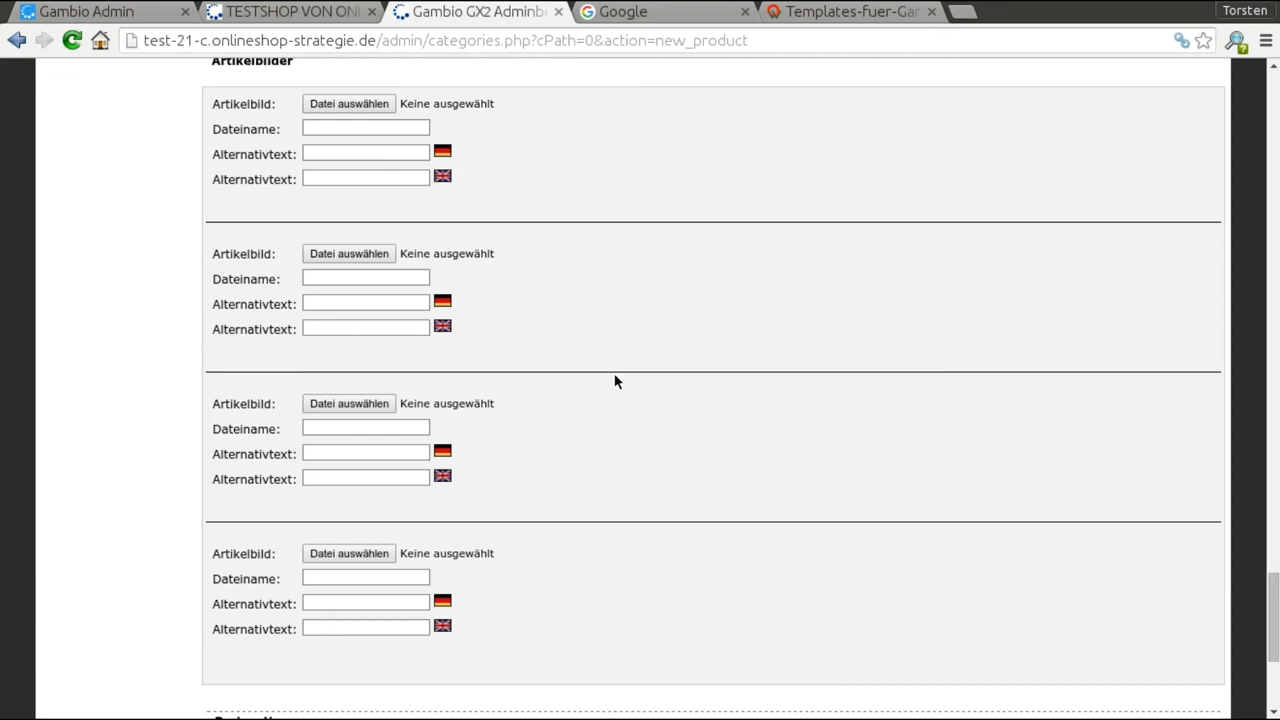 Gambio Admin
TESTSHOP VON ONL
Gambio GX2 Adminb
Google
Templates-fuer-Gam
Torsten
test-21-c.onlineshop-strategie.de/admin/categories.php?cPath=0&action=new_product
Artikelbilder
Artikelbild: Datei auswählen Keine ausgewählt
Dateiname:
Alternativtext:
Alternativtext:
Artikelbild: Datei auswählen Keine ausgewählt
Dateiname:
Alternativtext:
Alternativtext:
Artikelbild: Datei auswählen Keine ausgewählt
Dateiname:
Alternativtext:
Alternativtext:
Artikelbild: Datei auswählen Keine ausgewählt
Dateiname:
Alternativtext:
Alternativtext: